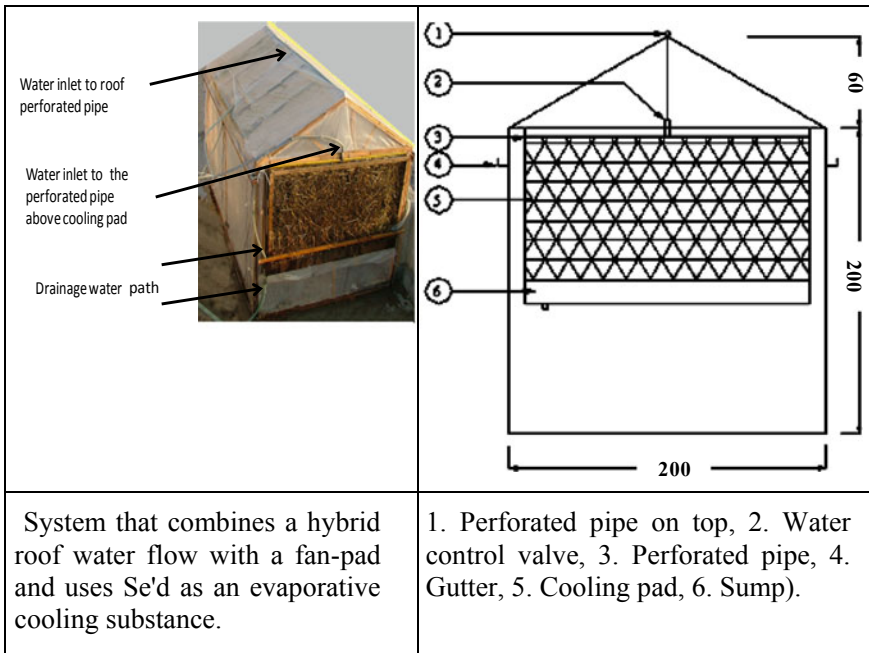 Water inlet to roof
perforated pipe
Water inlet to the
perforated pipe
above cooling pad
Drainage water path
1
2
3
4
5
6
60
200
200
System that combines a hybrid
roof water flow with a fan-pad
and uses Se'd as an evaporative
cooling substance.
1. Perforated pipe on top, 2. Water
control valve, 3. Perforated pipe, 4.
Gutter, 5. Cooling pad, 6. Sump).